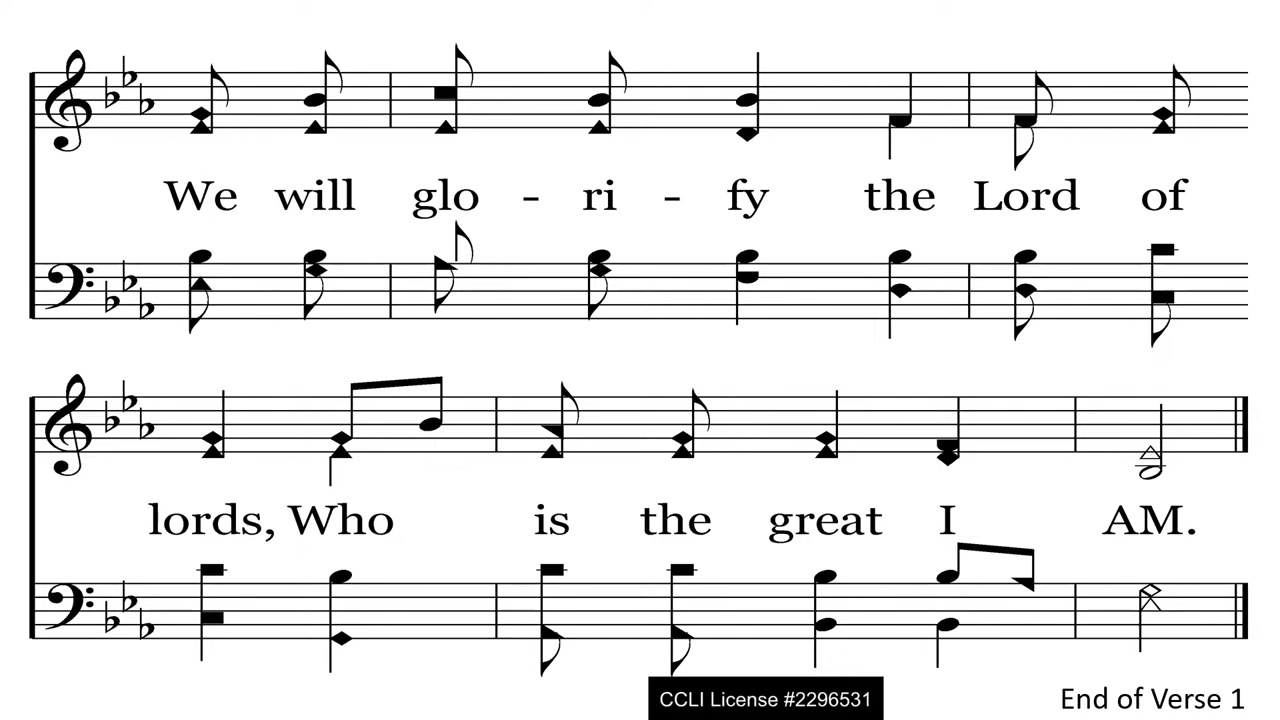 We will glo - ri - fy the Lord of
lords, Who is the great I AM.
CCLI License #2296531
End of Verse 1